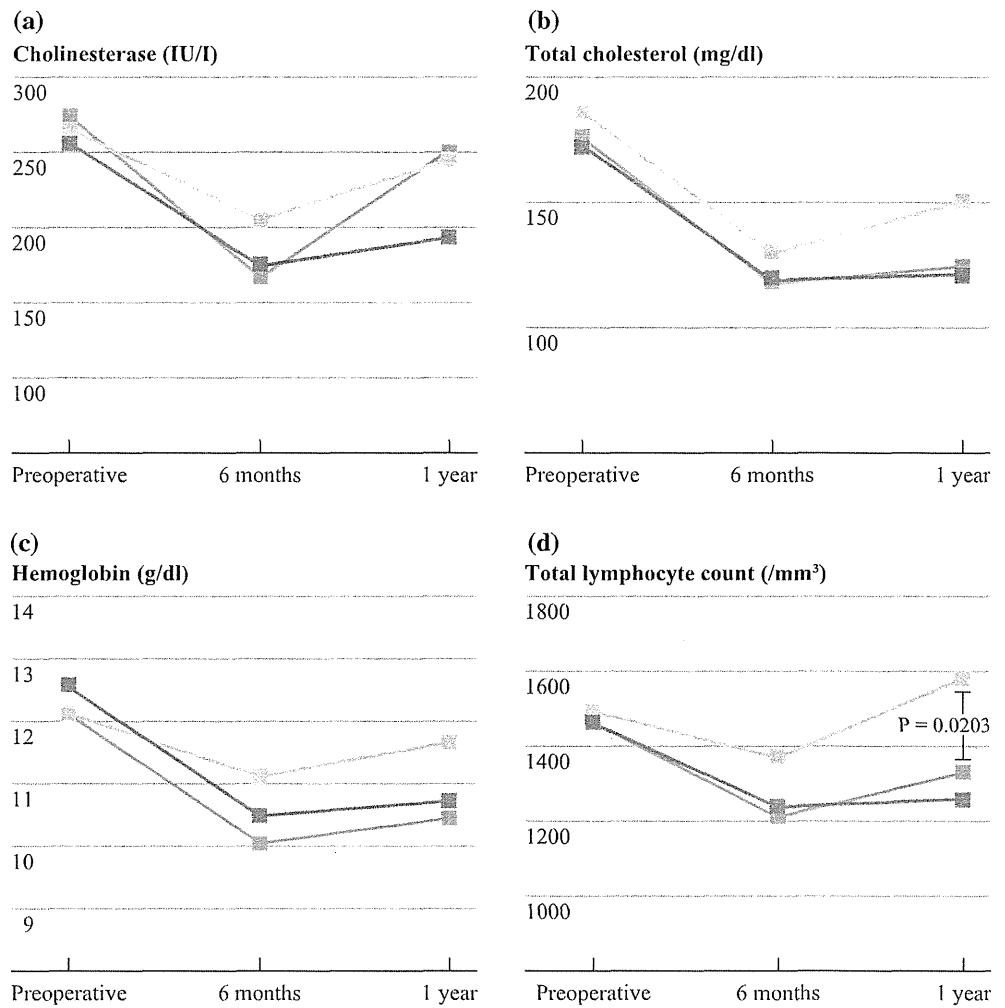 (a)
Cholinesterase (IU/l)
300
250
200
150
100
Preoperative 6 months 1 year
(b)
Total cholesterol (mg/dl)
200
150
100
Preoperative 6 months 1 year
(c)
Hemoglobin (g/dl)
14
13
12
11
10
9
Preoperative 6 months 1 year
(d)
Total lymphocyte count (/mm³)
1800
1600
P = 0.0203
1400
1200
1000
Preoperative 6 months 1 year